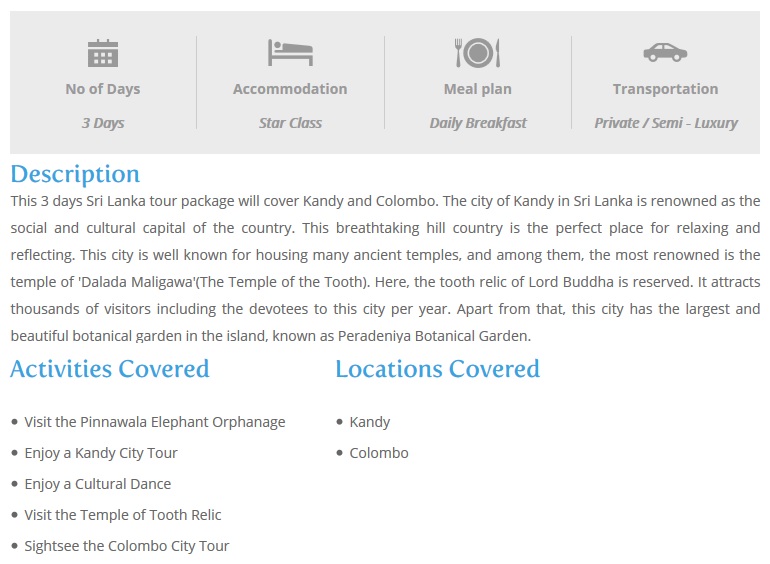 No of Days
Accommodation
Meal plan
Transportation
3 Days
Star Class
Daily Breakfast
Private / Semi - Luxury
Description
This 3 days Sri Lanka tour package will cover Kandy and Colombo. The city of Kandy in Sri Lanka is renowned as the
social and cultural capital of the country. This breathtaking hill country is the perfect place for relaxing and
reflecting. This city is well known for housing many ancient temples, and among them, the most renowned is the
temple of 'Dalada Maligawa'(The Temple of the Tooth). Here, the tooth relic of Lord Buddha is reserved. It attracts
thousands of visitors including the devotees to this city per year. Apart from that, this city has the largest and
beautiful botanical garden in the island, known as Peradeniya Botanical Garden.
Activities Covered
• Visit the Pinnawala Elephant Orphanage
• Enjoy a Kandy City Tour
• Enjoy a Cultural Dance
• Visit the Temple of Tooth Relic
• Sightsee the Colombo City Tour
Locations Covered
• Kandy
• Colombo